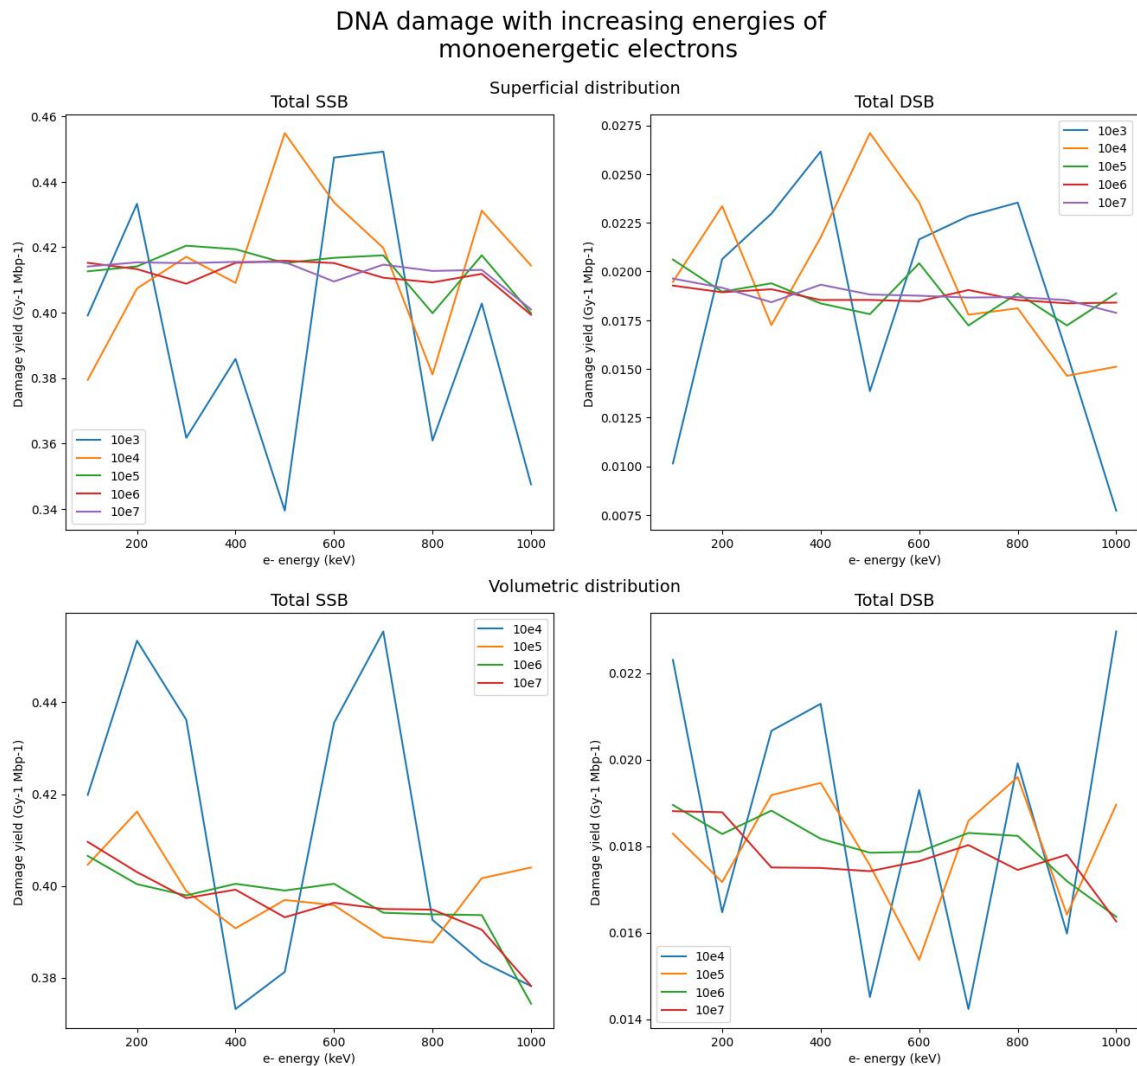 DNA damage with increasing energies of
monoenergetic electrons
Superficial distribution
Total SSB
Damage yield (Gy-1 Mbp-1)
0.46
0.44
0.42
0.40
0.38
0.36
0.34
10e3
10e4
10e5
10e6
10e7
200 400 600 800 1000
e- energy (keV)
Total DSB
Damage yield (Gy-1 Mbp-1)
0.0275
0.0250
0.0225
0.0200
0.0175
0.0150
0.0125
0.0100
0.0075
10e3
10e4
10e5
10e6
10e7
200 400 600 800 1000
e- energy (keV)
Volumetric distribution
Total SSB
Damage yield (Gy-1 Mbp-1)
0.44
0.42
0.40
0.38
10e4
10e5
10e6
10e7
200 400 600 800 1000
e- energy (keV)
Total DSB
Damage yield (Gy-1 Mbp-1)
0.022
0.020
0.018
0.016
0.014
10e4
10e5
10e6
10e7
200 400 600 800 1000
e- energy (keV)